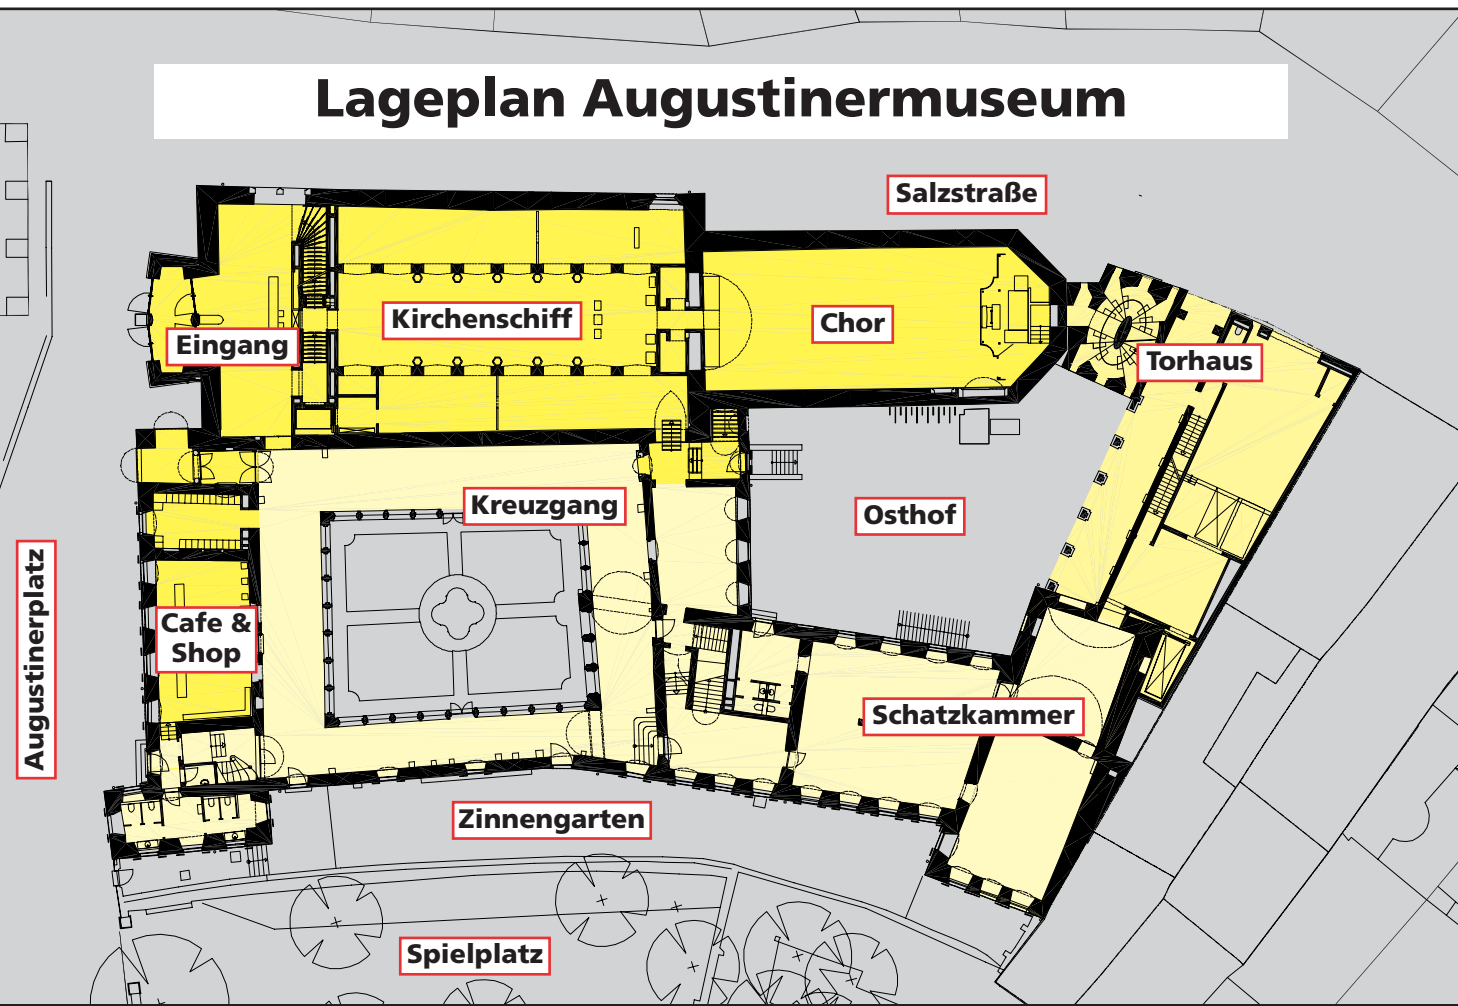 Lageplan Augustinermuseum
Salzstraße
Kirchenschiff
Chor
Eingang
Torhaus
Kreuzgang
Osthof
Augustinerplatz
Cafe &
Shop
Schatzkammer
Zinnengarten
Spielplatz